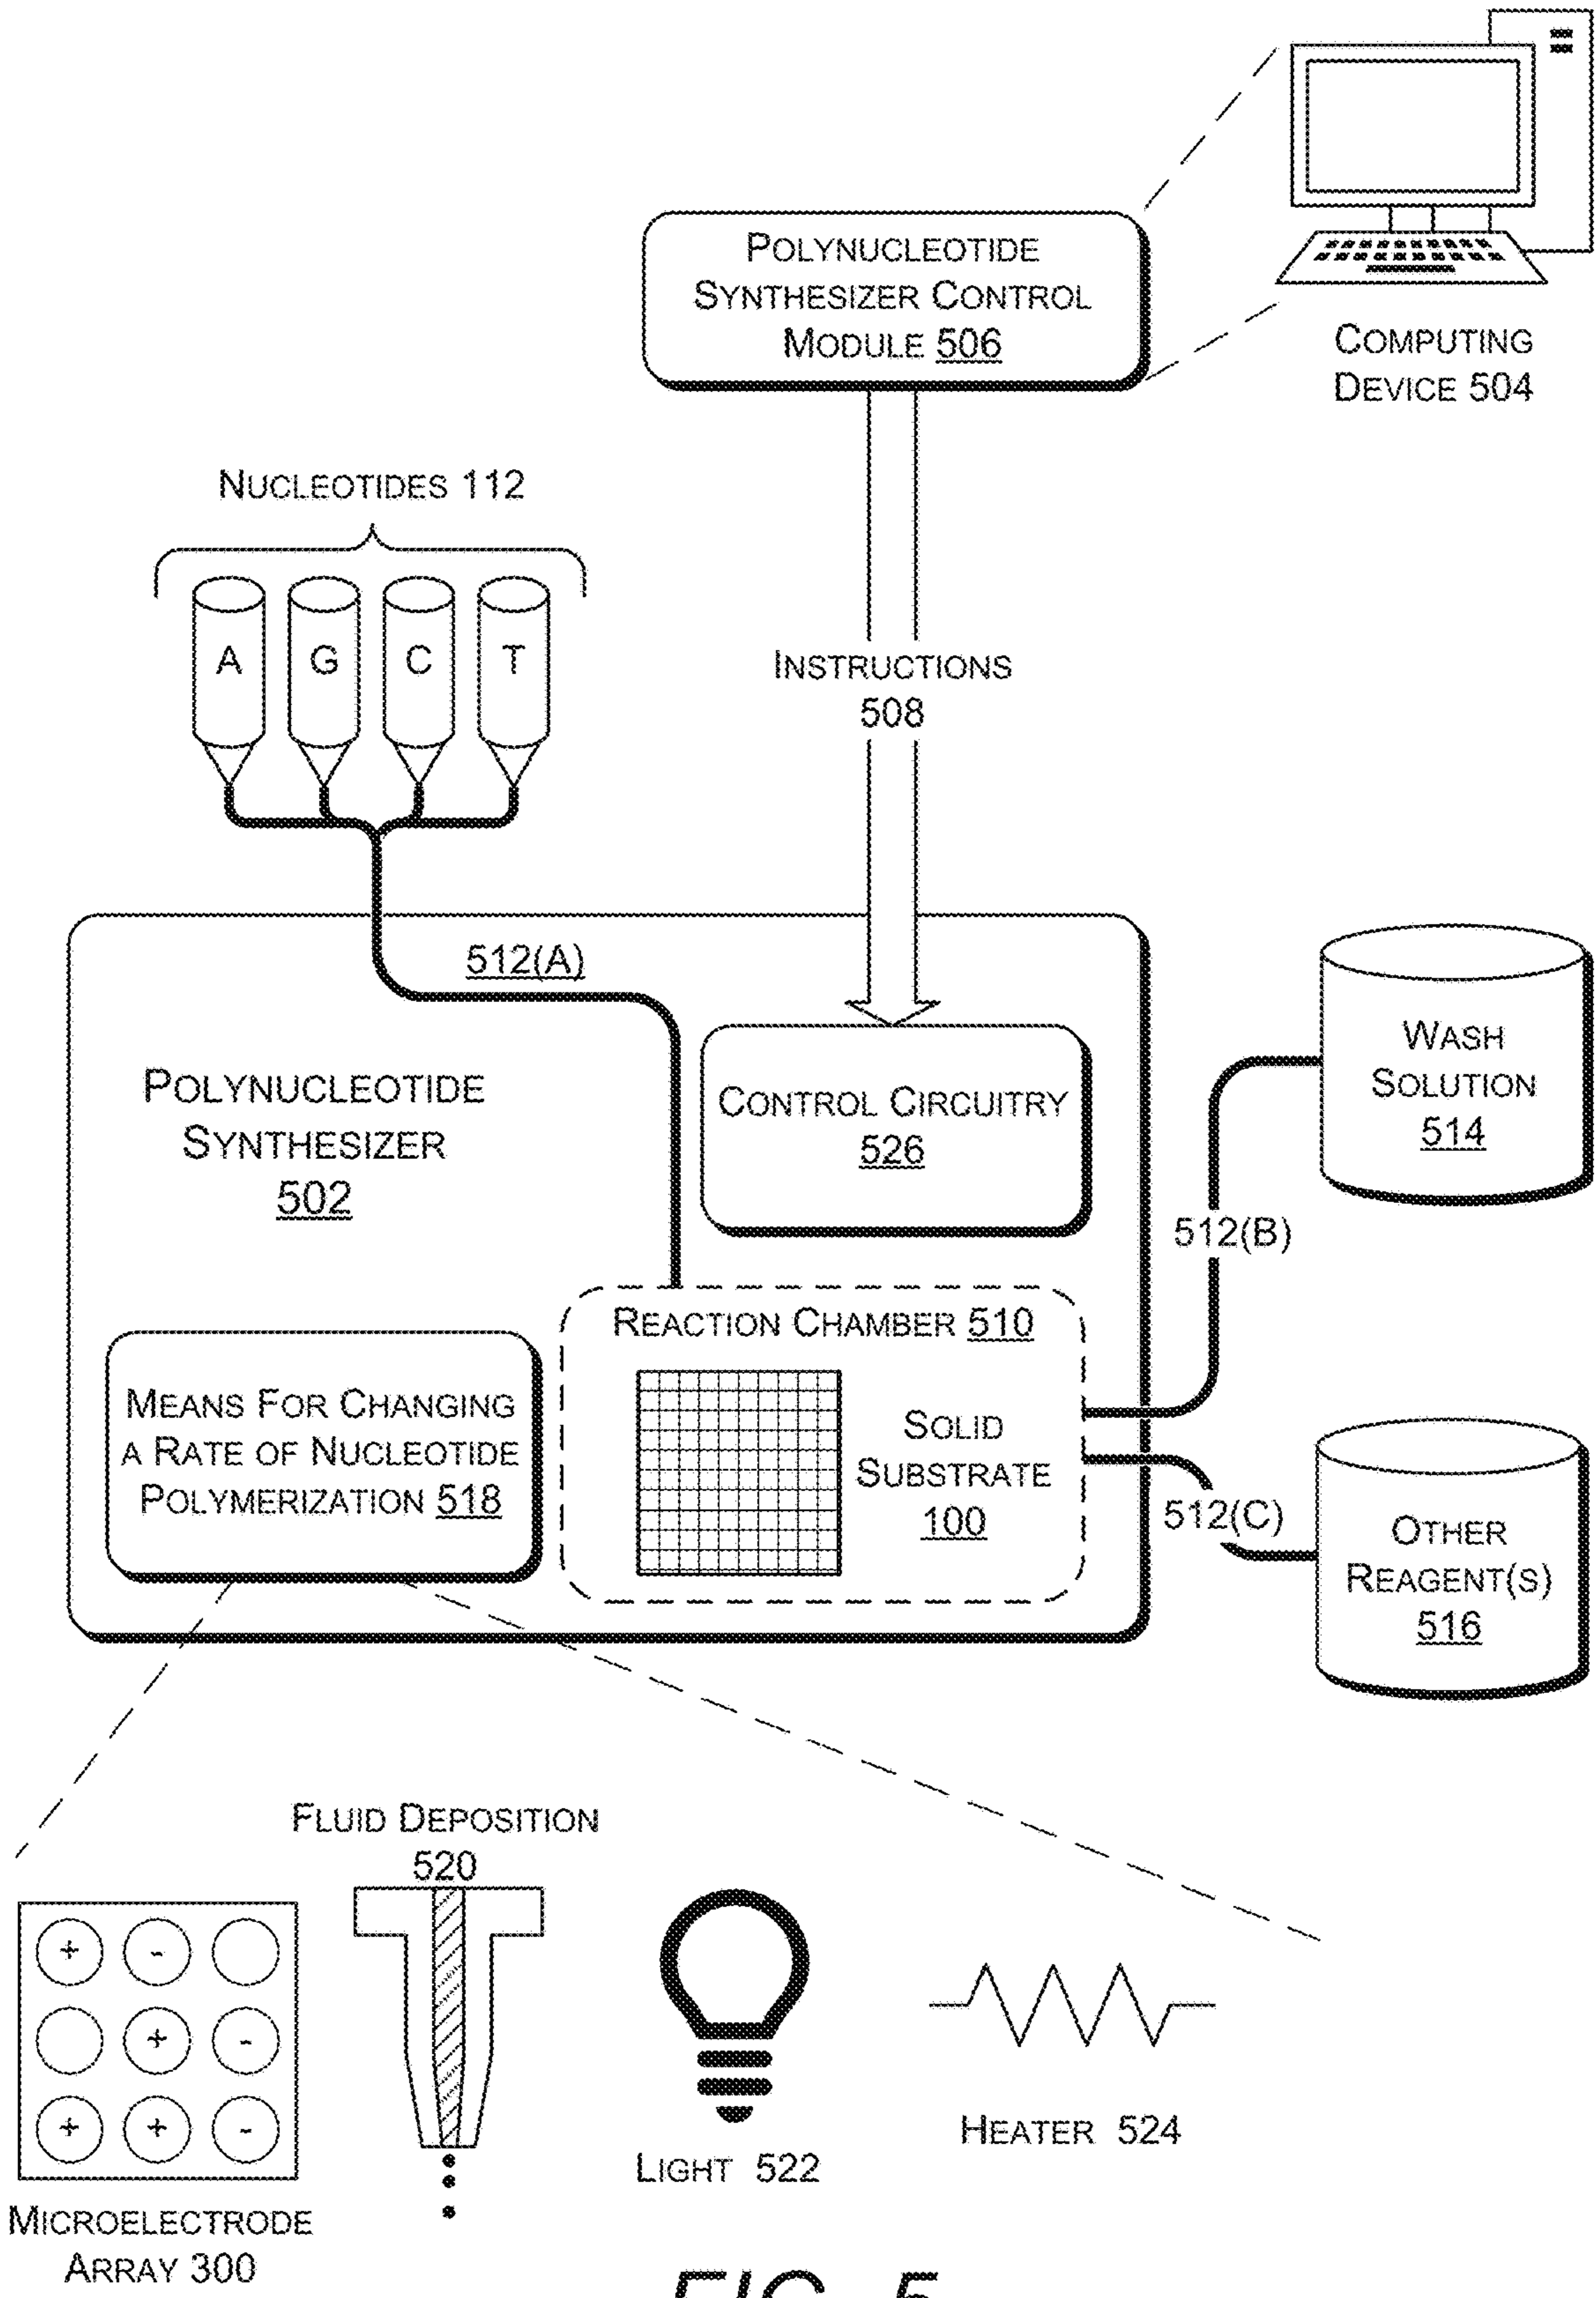 POLYNUCLEOTIDE
SYNTHESIZER CONTROL
MODULE 506
COMPUTING
DEVICE 504
NUCLEOTIDES 112
A G C T
INSTRUCTIONS
508
512(A)
POLYNUCLEOTIDE
SYNTHESIZER
502
CONTROL CIRCUITRY
526
WASH
SOLUTION
514
512(B)
REACTION CHAMBER 510
SOLID
SUBSTRATE
100
MEANS FOR CHANGING
A RATE OF NUCLEOTIDE
POLYMERIZATION 518
512(C)
OTHER
REAGENT(S)
516
FLUID DEPOSITION
520
+ -
+ -
+ + -
MICROELECTRODE
ARRAY 300
LIGHT 522
HEATER 524
FIG. 5